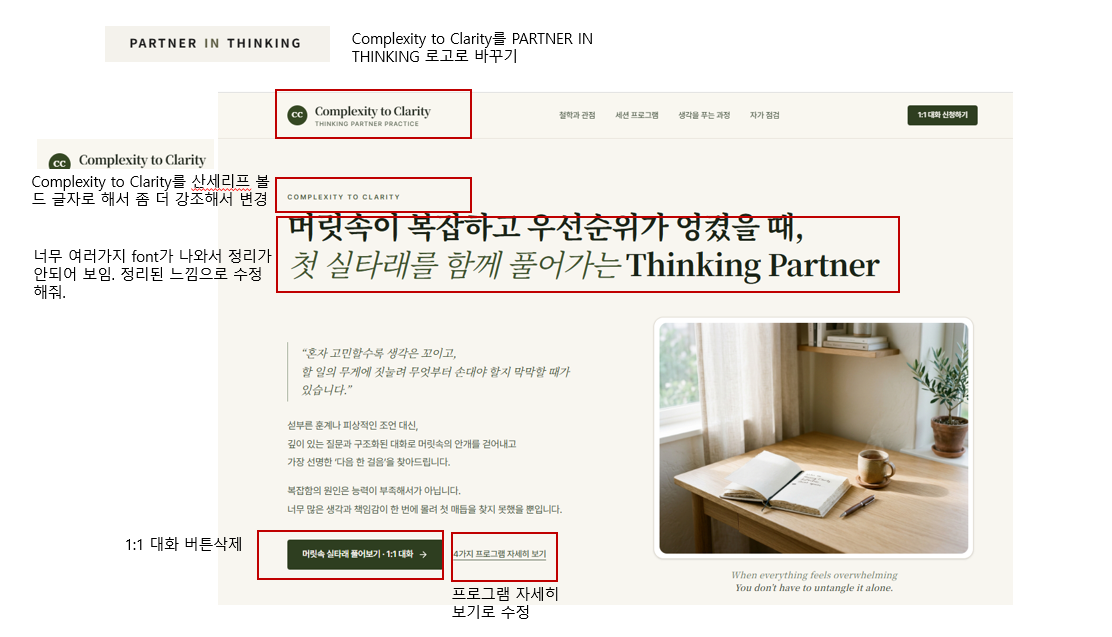 PARTNER IN THINKING
Complexity to Clarity를 PARTNER IN
THINKING 로고로 바꾸기
CC
Complexity to Clarity
THINKING PARTNER PRACTICE
철학과 관점
세션 프로그램
생각을 푸는 과정
자가 점검
1:1 대화 신청하기
CC
Complexity to Clarity
Complexity to Clarity를 산세리프 볼
드 글자로 해서 좀 더 강조해서 변경
COMPLEXITY TO CLARITY
머릿속이 복잡하고 우선순위가 엉켰을 때,
첫 실타래를 함께 풀어가는 Thinking Partner
너무 여러가지 font가 나와서 정리가
안되어 보임. 정리된 느낌으로 수정
해줘.
“혼자 고민할수록 생각은 꼬이고,
할 일의 무게에 짓눌려 무엇부터 손대야 할지 막막할 때가
있습니다.”
섣부른 훈계나 피상적인 조언 대신,
깊이 있는 질문과 구조화된 대화로 머릿속의 안개를 걷어내고
가장 선명한 '다음 한 걸음'을 찾아드립니다.
복잡함의 원인은 능력이 부족해서가 아닙니다.
너무 많은 생각과 책임감이 한 번에 몰려 첫 매듭을 찾지 못했을 뿐입니다.
1:1 대화 버튼삭제
머릿속 실타래 풀어보기 · 1:1 대화 →
4가지 프로그램 자세히 보기
프로그램 자세히
보기로 수정
When everything feels overwhelming
You don't have to untangle it alone.